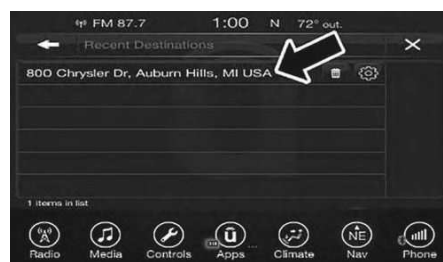 FM 87.7 1:00 N 72° out.
Recent Destinations
800 Chrysler Dr, Auburn Hills, MI USA
1 items in list
Radio Media Controls Apps Climate Nav Phone